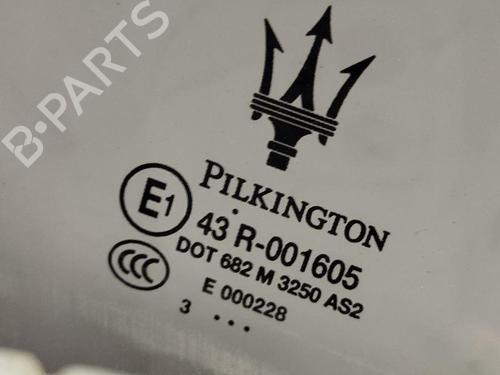 B-PARTS
PILKINGTON
E1
43 R-001605
CCC
DOT 682 M 3250 AS2
E 000228
3 ...